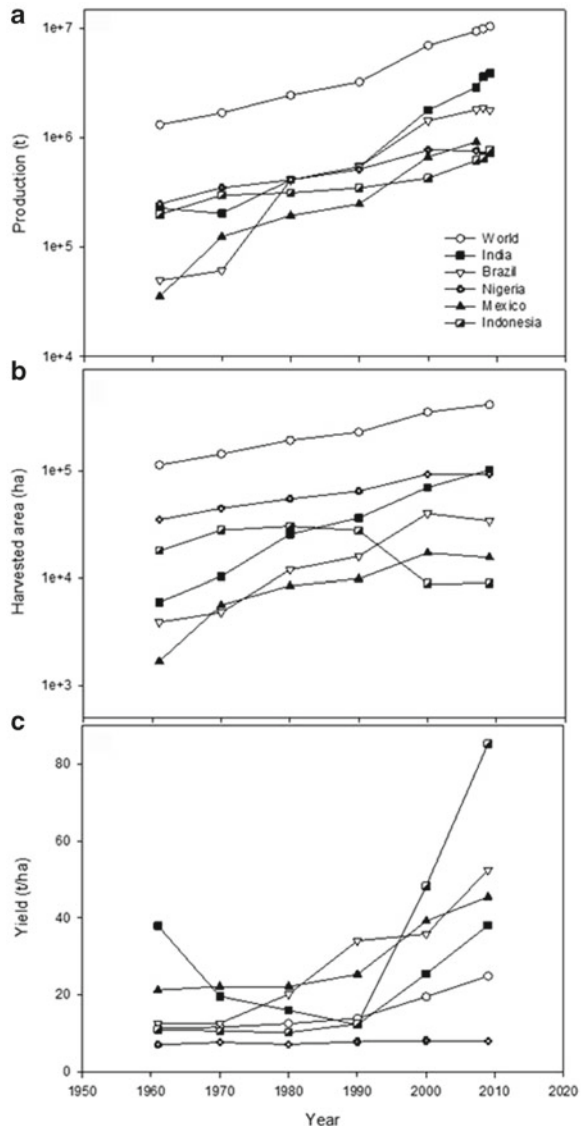 a
1e+7
1e+6
1e+5
1e+4
Production (t)
World
India
Brazil
Nigeria
Mexico
Indonesia
b
1e+5
1e+4
1e+3
Harvested area (ha)
c
80
60
40
20
0
Yield (t/ha)
1950 1960 1970 1980 1990 2000 2010 2020
Year